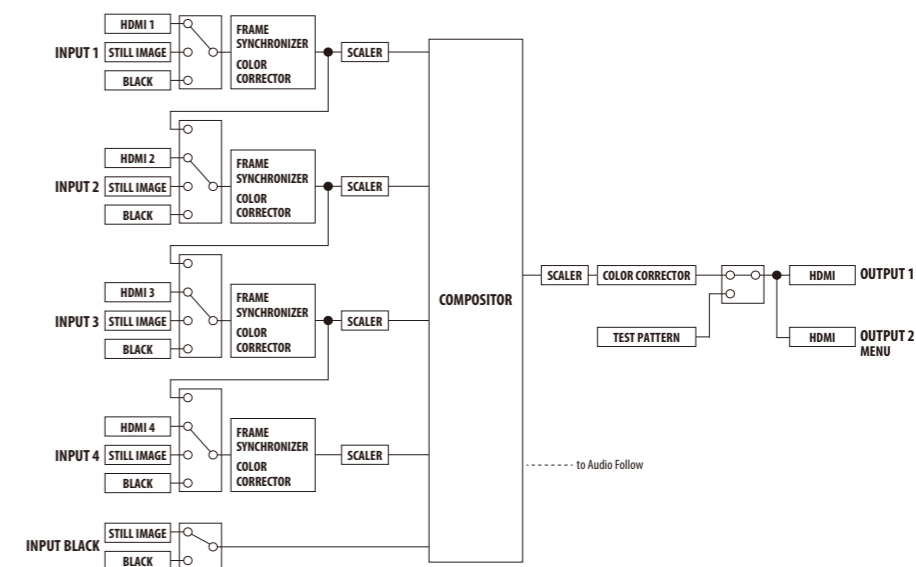 HDMI 1
INPUT 1
STILL IMAGE
BLACK
FRAME
SYNCHRONIZER
COLOR
CORRECTOR
SCALER
HDMI 2
INPUT 2
STILL IMAGE
BLACK
FRAME
SYNCHRONIZER
COLOR
CORRECTOR
SCALER
HDMI 3
INPUT 3
STILL IMAGE
BLACK
FRAME
SYNCHRONIZER
COLOR
CORRECTOR
SCALER
HDMI 4
INPUT 4
STILL IMAGE
BLACK
FRAME
SYNCHRONIZER
COLOR
CORRECTOR
SCALER
INPUT BLACK
STILL IMAGE
BLACK
COMPOSITOR
SCALER
COLOR CORRECTOR
TEST PATTERN
HDMI
OUTPUT 1
HDMI
OUTPUT 2
MENU
to Audio Follow